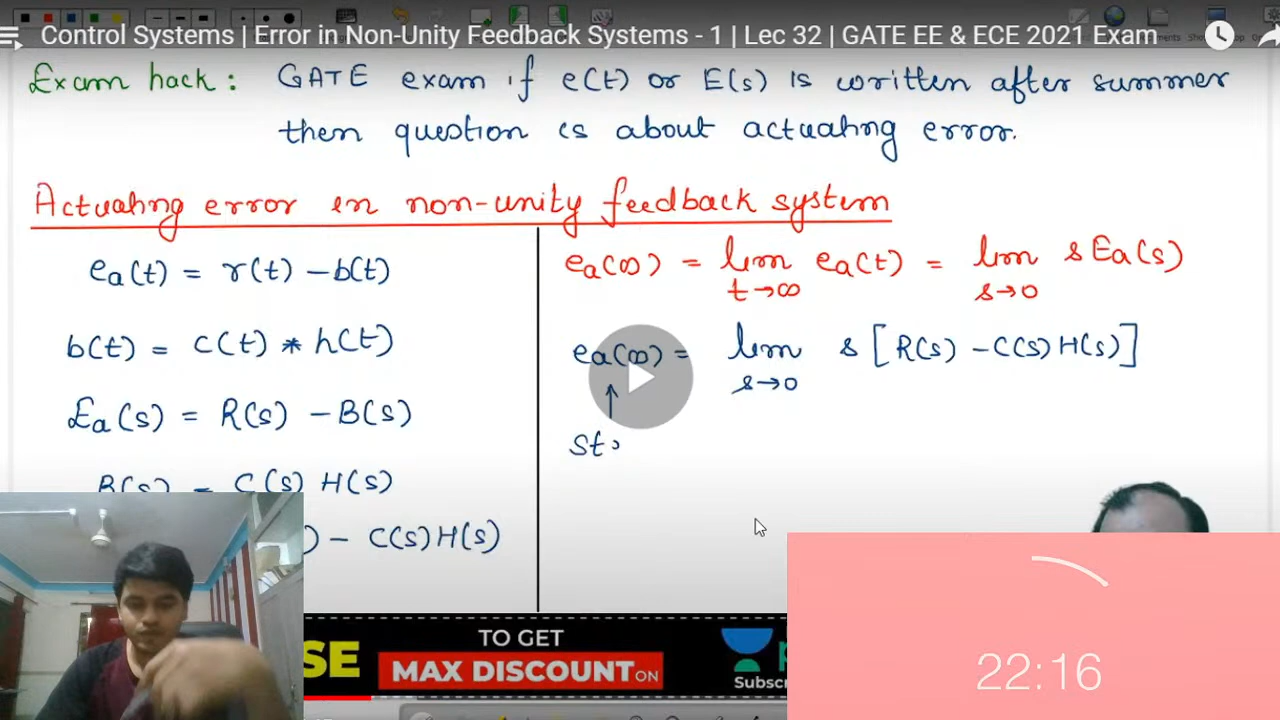 Control Systems | Error in Non-Unity Feedback Systems - 1 | Lec 32 | GATE EE & ECE 2021 Exam
Exam hack : GATE exam if e(t) or E(s) is written after summer
then question is about actuating error.
Actuating error in non-unity feedback system
ea(t) = r(t) - b(t)
b(t) = c(t) * h(t)
Ea(s) = R(s) - B(s)
B(s) = C(s) H(s)
) - C(s) H(s)
ea(∞) = lim ea(t) = lim s Ea(s)
t→∞ s→0
ea(∞) = lim s [R(s) - C(s) H(s)]
s→0
↑
St
SE
TO GET
MAX DISCOUNT ON
Subsc
22:16